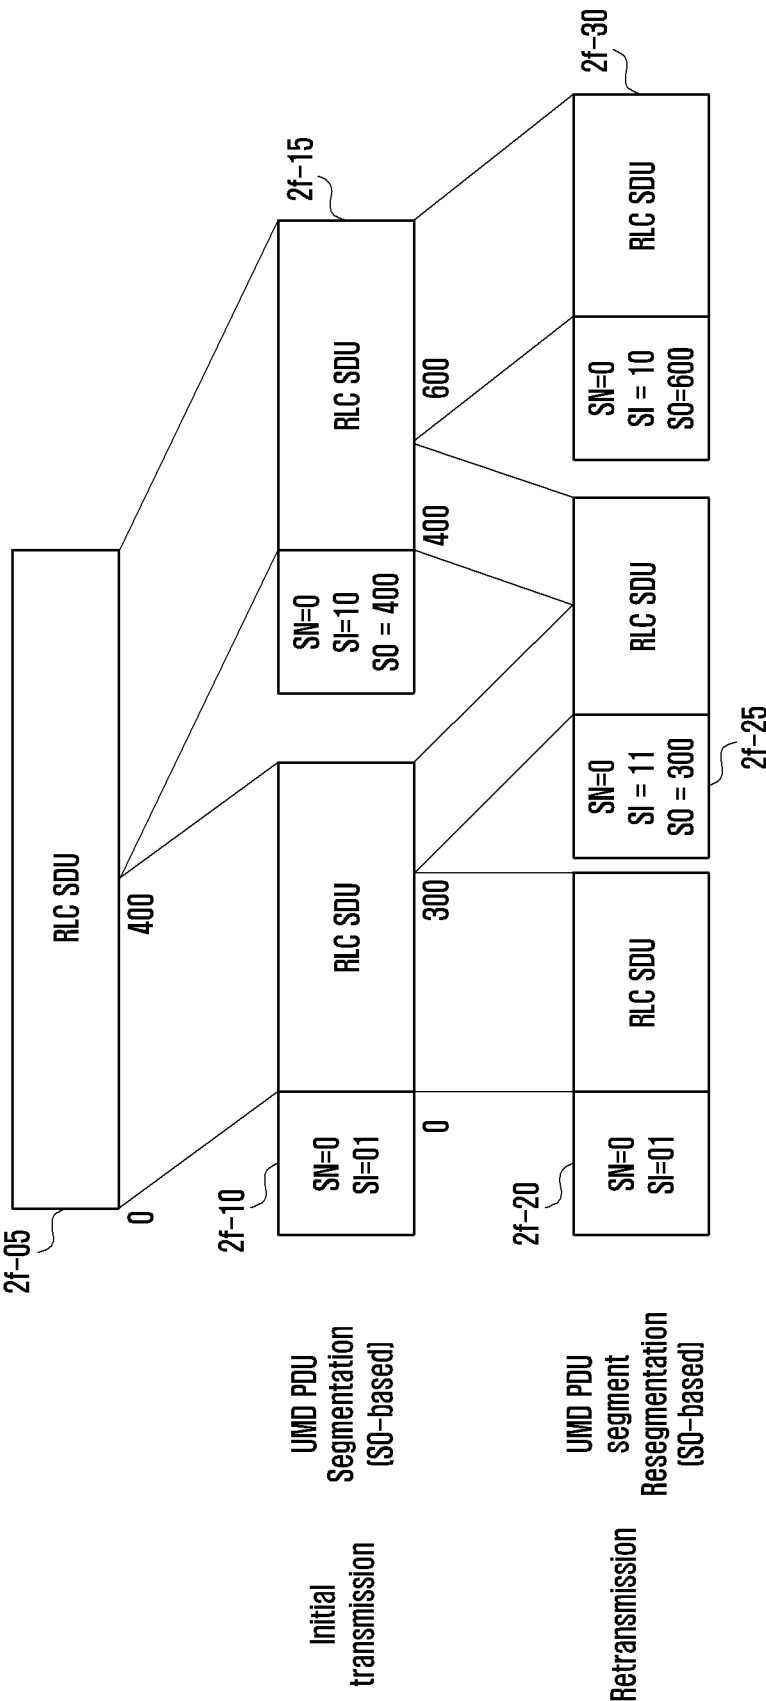 2f-05
RLC SDU
0
400
Initial
transmission
UMD PDU
Segmentation
(SO-based)
2f-10
SN=0
SI=01
RLC SDU
0
300
2f-15
SN=0
SI=10
SO = 400
RLC SDU
400
600
Retransmission
UMD PDU
segment
Resegmentation
(SO-based)
2f-20
SN=0
SI=01
RLC SDU
SN=0
SI = 11
SO = 300
RLC SDU
2f-25
2f-30
SN=0
SI = 10
SO=600
RLC SDU